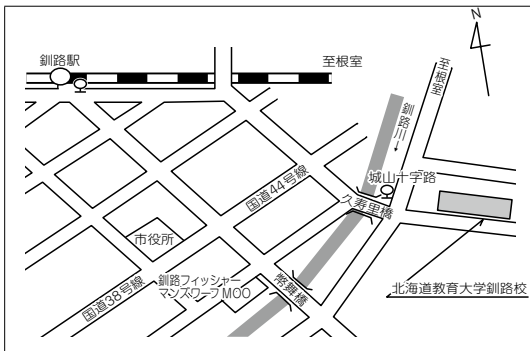 N
釧路駅
至根室
至根室
釧路川→
城山十字路
久寿里橋
国道44号線
市役所
釧路フィッシャー
マンズワーフMOO
幣舞橋
国道38号線
北海道教育大学釧路校